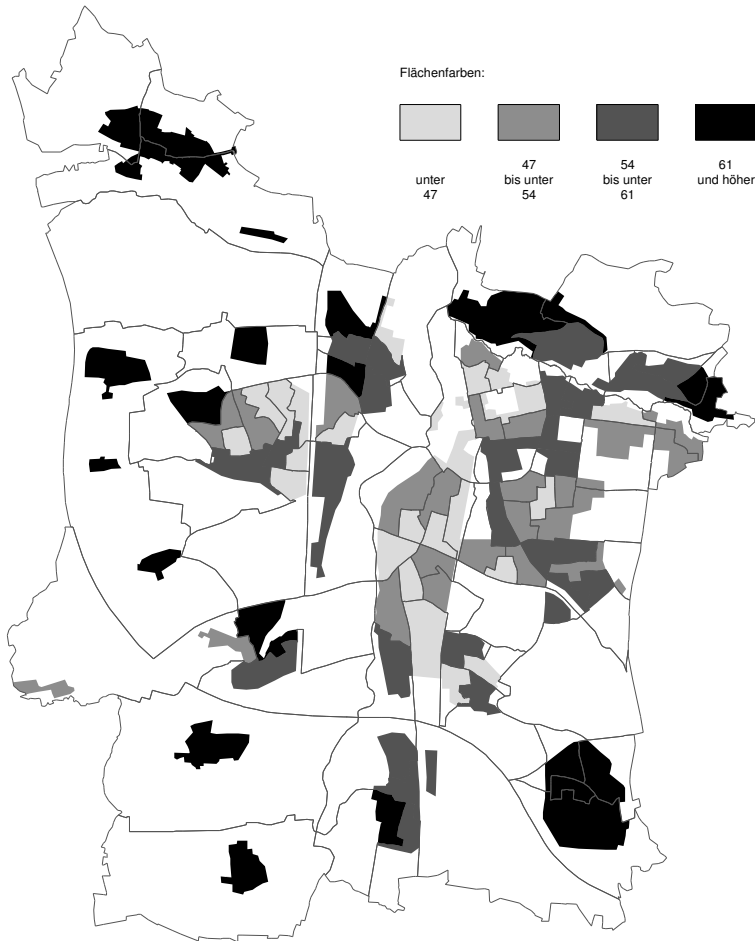 Flächenfarben:
unter
47
47
bis unter
54
54
bis unter
61
61
und höher